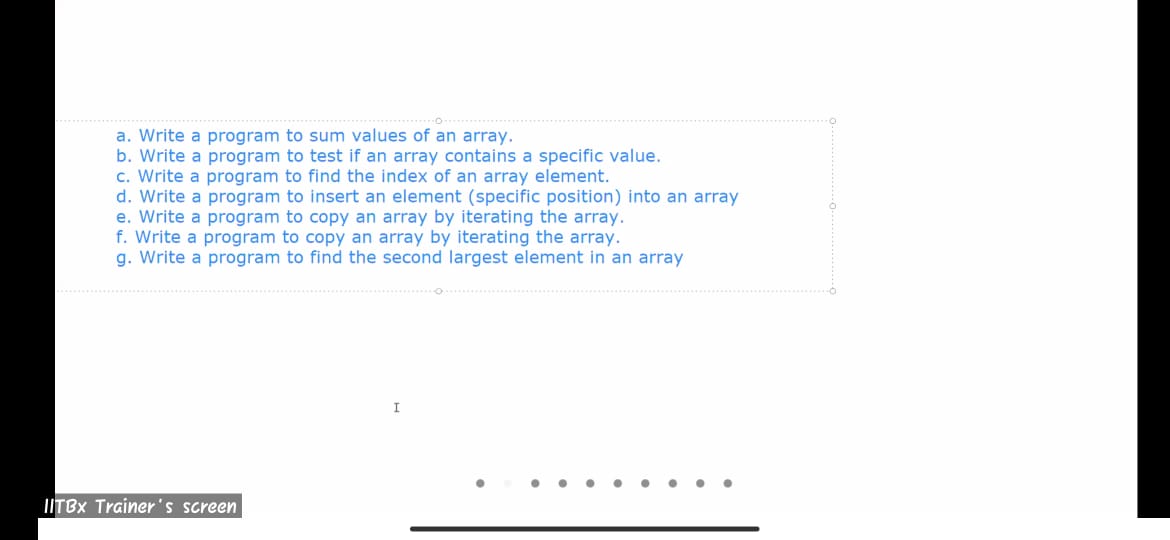 a. Write a program to sum values of an array.
b. Write a program to test if an array contains a specific value.
c. Write a program to find the index of an array element.
d. Write a program to insert an element (specific position) into an array
e. Write a program to copy an array by iterating the array.
f. Write a program to copy an array by iterating the array.
g. Write a program to find the second largest element in an array
IITBx Trainer's screen